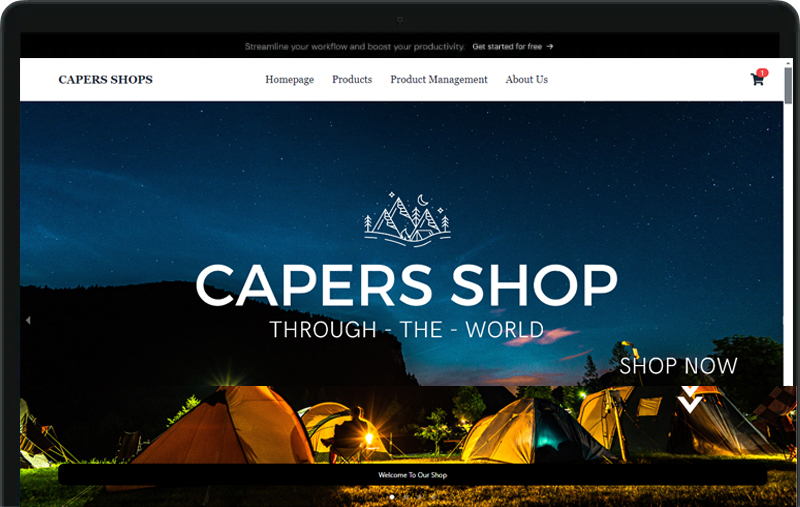 Streamline your workflow and boost your productivity. Get started for free →
CAPERS SHOPS
Homepage Products Product Management About Us
1
CAPERS SHOP
THROUGH - THE - WORLD
SHOP NOW
Welcome To Our Shop